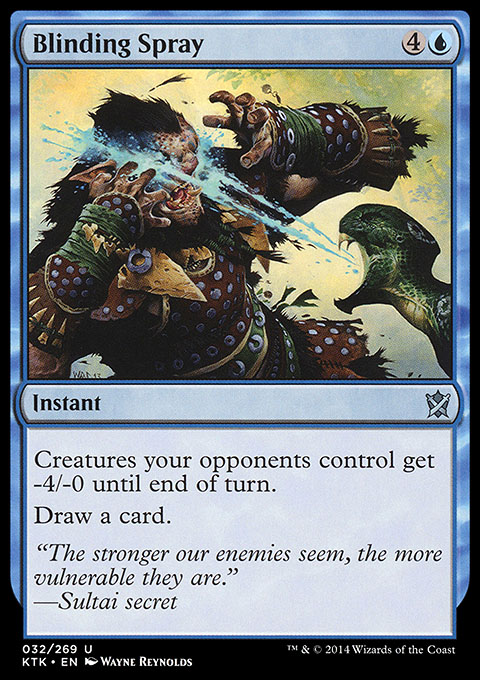 Blinding Spray 4
WAR 13
Instant
Creatures your opponents control get
-4/-0 until end of turn.
Draw a card.
“The stronger our enemies seem, the more
vulnerable they are.”
—Sultai secret
032/269 U
KTK • EN Wayne Reynolds
™ & © 2014 Wizards of the Coast